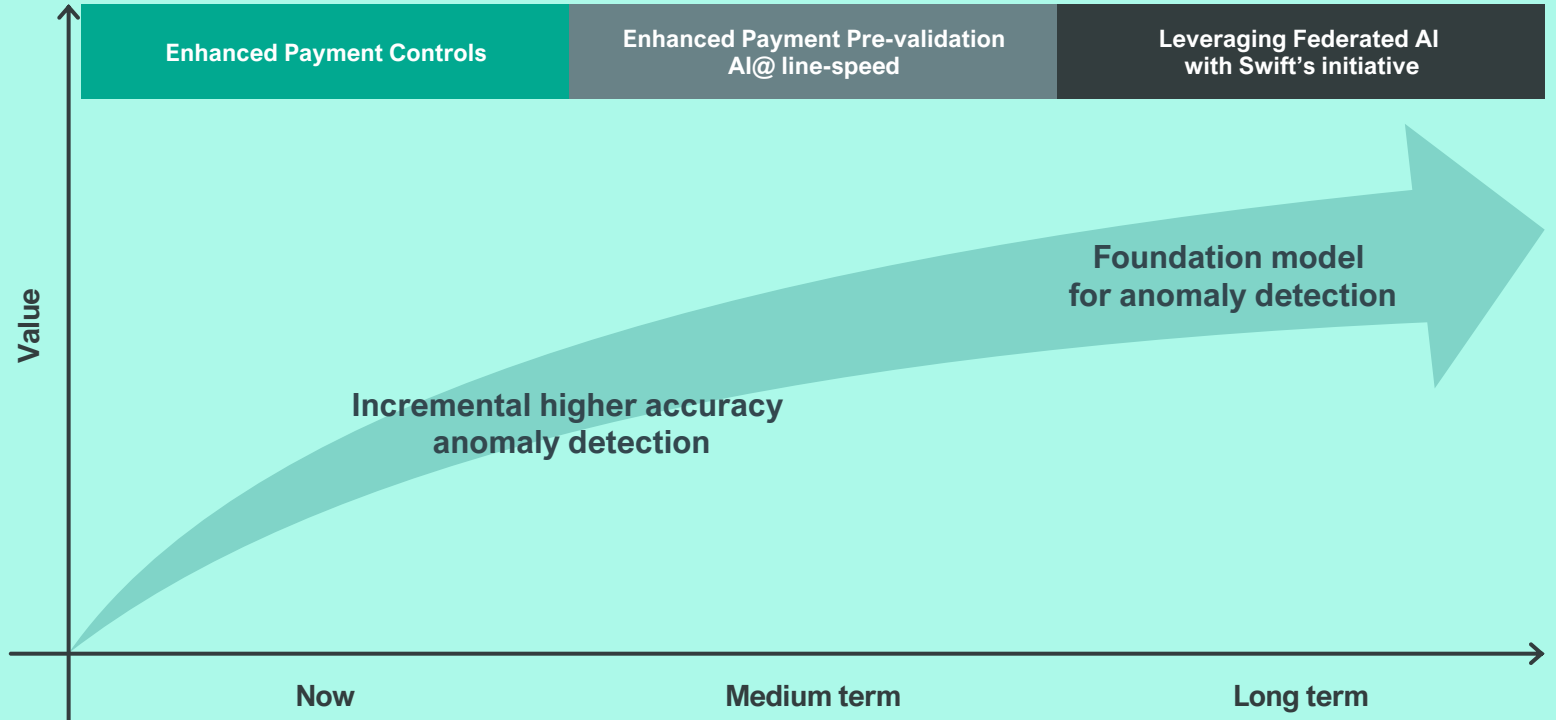 Enhanced Payment Controls
Enhanced Payment Pre-validation
AI@ line-speed
Leveraging Federated AI
with Swift's initiative
Value
Foundation model
for anomaly detection
Incremental higher accuracy
anomaly detection
Now
Medium term
Long term